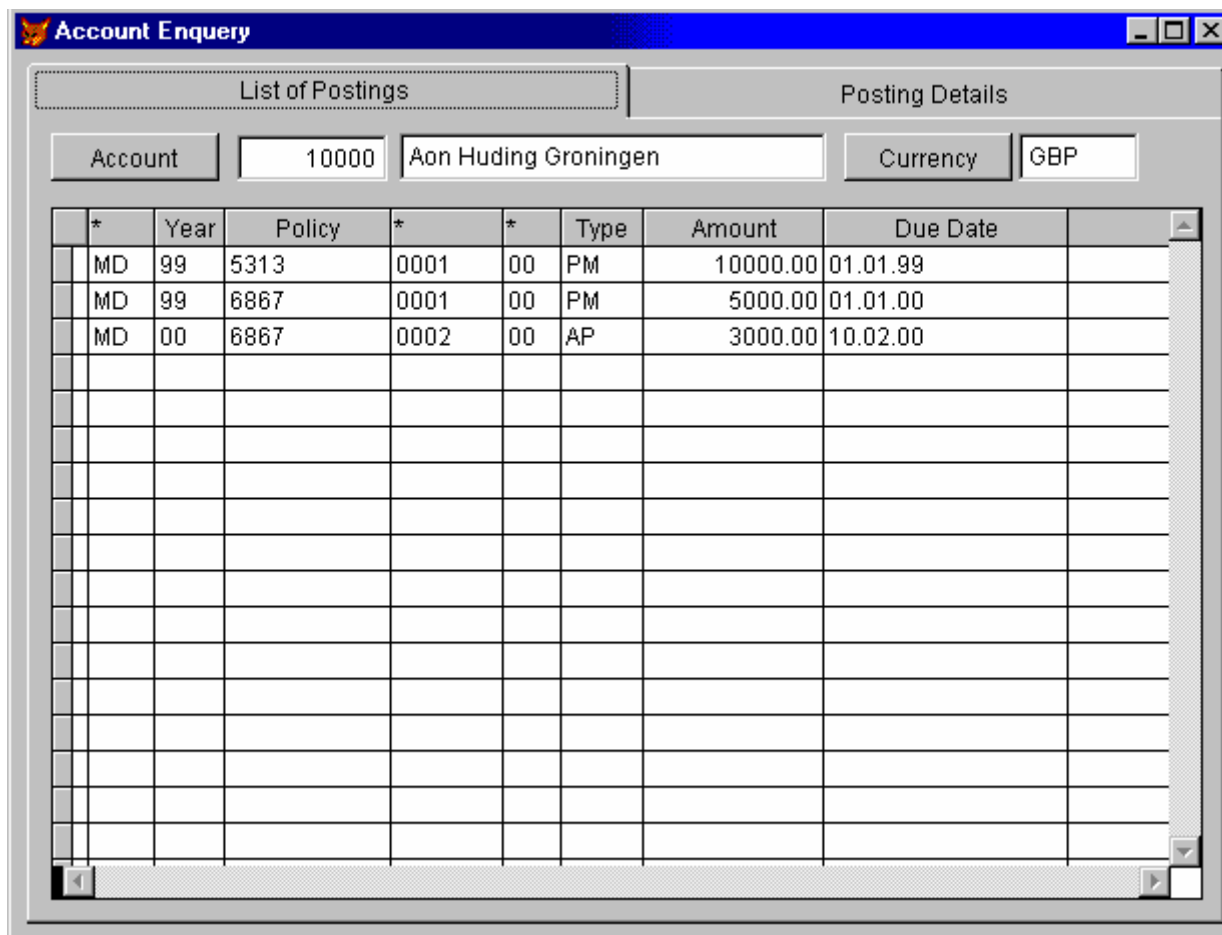 Account Enquery
List of Postings Posting Details
Account 10000 Aon Huding Groningen Currency GBP
* Year Policy * * Type Amount Due Date
MD 99 5313 0001 00 PM 10000.00 01.01.99
MD 99 6867 0001 00 PM 5000.00 01.01.00
MD 00 6867 0002 00 AP 3000.00 10.02.00